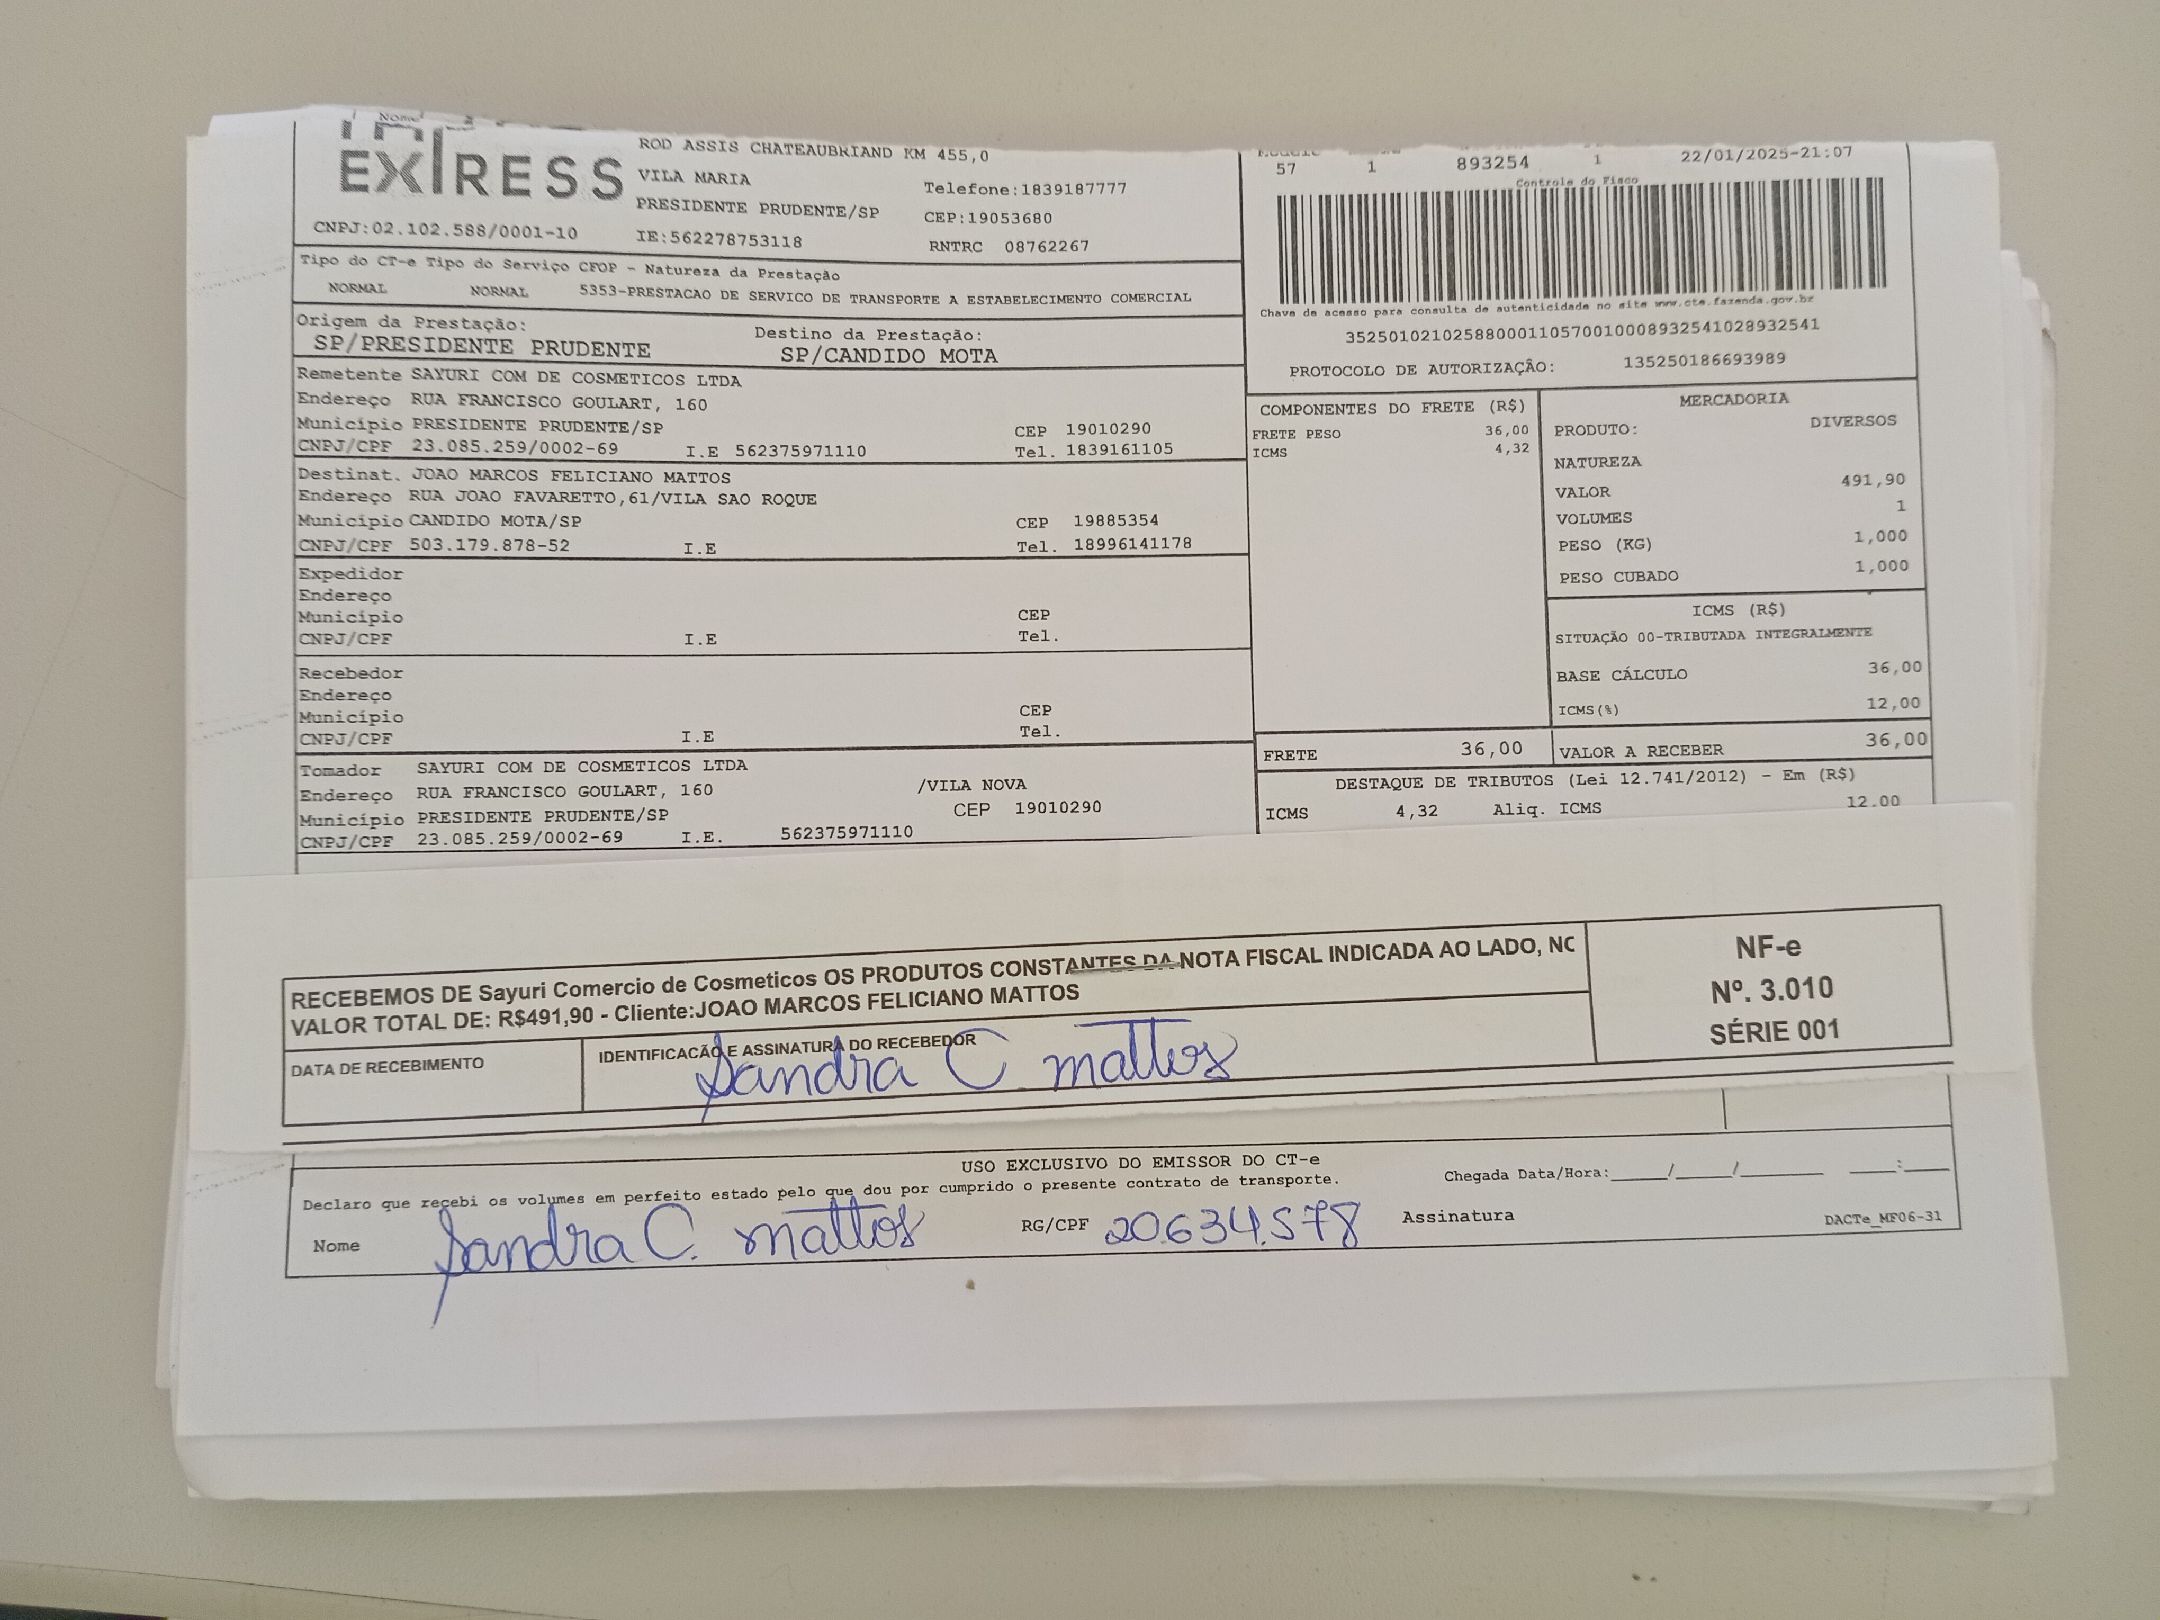 Nome
EXPRESS
ROD ASSIS CHATEAUBRIAND KM 455,0
VILA MARIA
Telefone:1839187777
PRESIDENTE PRUDENTE/SP
CEP:19053680
CNPJ:02.102.588/0001-10
IE:562278753118
RNTRC 08762267
57 1 893254 1 22/01/2025-21:07
Controle do Fisco
Chave de acesso para consulta de autenticidade no site www.cte.fazenda.gov.br
35250102102588000110570010008932541028932541
PROTOCOLO DE AUTORIZAÇÃO: 135250186693989
Tipo do CT-e Tipo do Serviço CFOP - Natureza da Prestação
NORMAL NORMAL 5353-PRESTACAO DE SERVICO DE TRANSPORTE A ESTABELECIMENTO COMERCIAL
Origem da Prestação: Destino da Prestação:
SP/PRESIDENTE PRUDENTE SP/CANDIDO MOTA
Remetente SAYURI COM DE COSMETICOS LTDA
Endereço RUA FRANCISCO GOULART, 160
Município PRESIDENTE PRUDENTE/SP CEP 19010290
CNPJ/CPF 23.085.259/0002-69 I.E 562375971110 Tel. 1839161105
Destinat. JOAO MARCOS FELICIANO MATTOS
Endereço RUA JOAO FAVARETTO,61/VILA SAO ROQUE
Município CANDIDO MOTA/SP CEP 19885354
CNPJ/CPF 503.179.878-52 I.E Tel. 18996141178
Expedidor
Endereço
Município CEP
CNPJ/CPF I.E Tel.
Recebedor
Endereço
Município CEP
CNPJ/CPF I.E Tel.
Tomador SAYURI COM DE COSMETICOS LTDA
Endereço RUA FRANCISCO GOULART, 160 /VILA NOVA
Município PRESIDENTE PRUDENTE/SP CEP 19010290
CNPJ/CPF 23.085.259/0002-69 I.E. 562375971110
COMPONENTES DO FRETE (R$)
FRETE PESO 36,00
ICMS 4,32
MERCADORIA
PRODUTO: DIVERSOS
NATUREZA
VALOR 491,90
VOLUMES 1
PESO (KG) 1,000
PESO CUBADO 1,000
ICMS (R$)
SITUAÇÃO 00-TRIBUTADA INTEGRALMENTE
BASE CÁLCULO 36,00
ICMS(%) 12,00
FRETE 36,00 VALOR A RECEBER 36,00
DESTAQUE DE TRIBUTOS (Lei 12.741/2012) - Em (R$)
ICMS 4,32 Aliq. ICMS 12.00
RECEBEMOS DE Sayuri Comercio de Cosmeticos OS PRODUTOS CONSTANTES DA NOTA FISCAL INDICADA AO LADO, NO
VALOR TOTAL DE: R$491,90 - Cliente:JOAO MARCOS FELICIANO MATTOS
DATA DE RECEBIMENTO
IDENTIFICAÇÃO E ASSINATURA DO RECEBEDOR
Sandra C mattos
NF-e
Nº. 3.010
SÉRIE 001
USO EXCLUSIVO DO EMISSOR DO CT-e
Declaro que recebi os volumes em perfeito estado pelo que dou por cumprido o presente contrato de transporte.
Chegada Data/Hora:____/____/______ ___:___
Nome Sandra C. mattos RG/CPF 20.634.578 Assinatura
DACTe_MF06-31